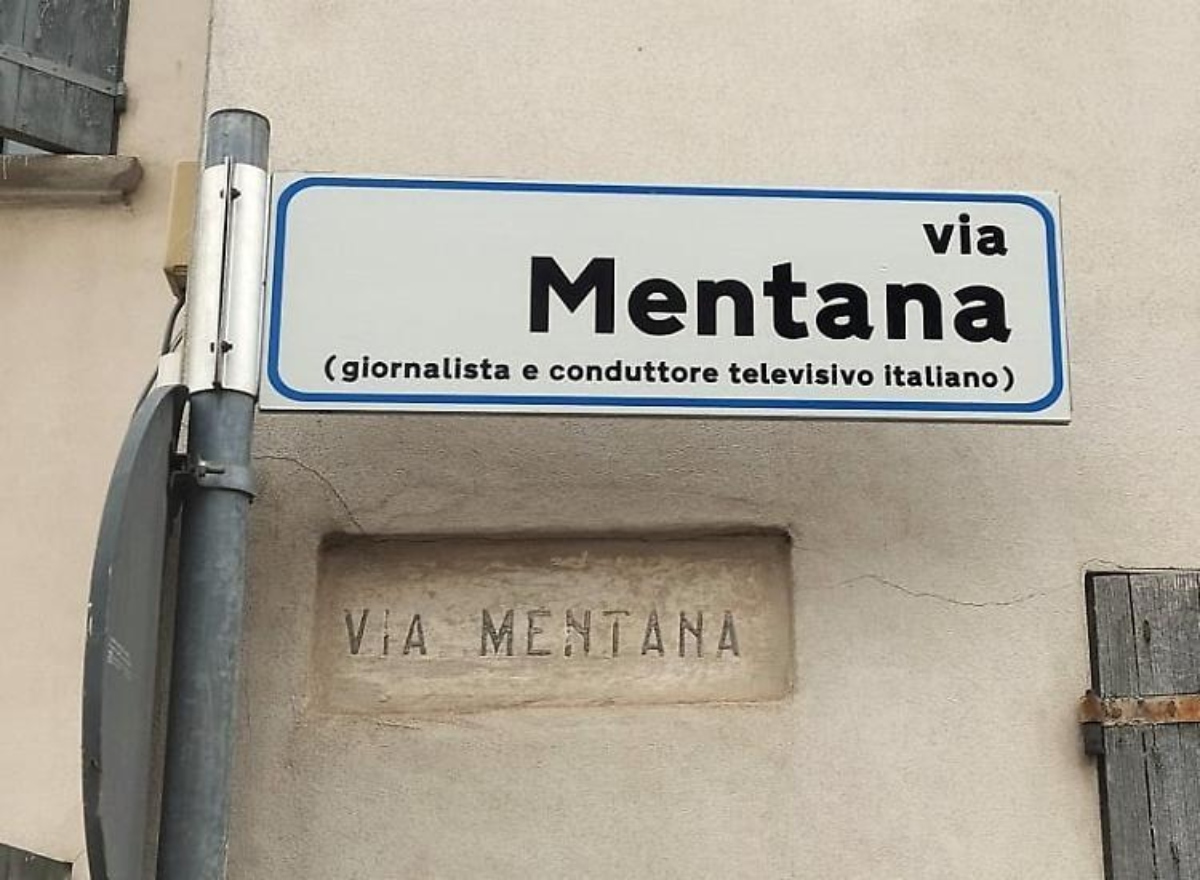 via
Mentana
(giornalista e conduttore televisivo italiano)
VIA MENTANA